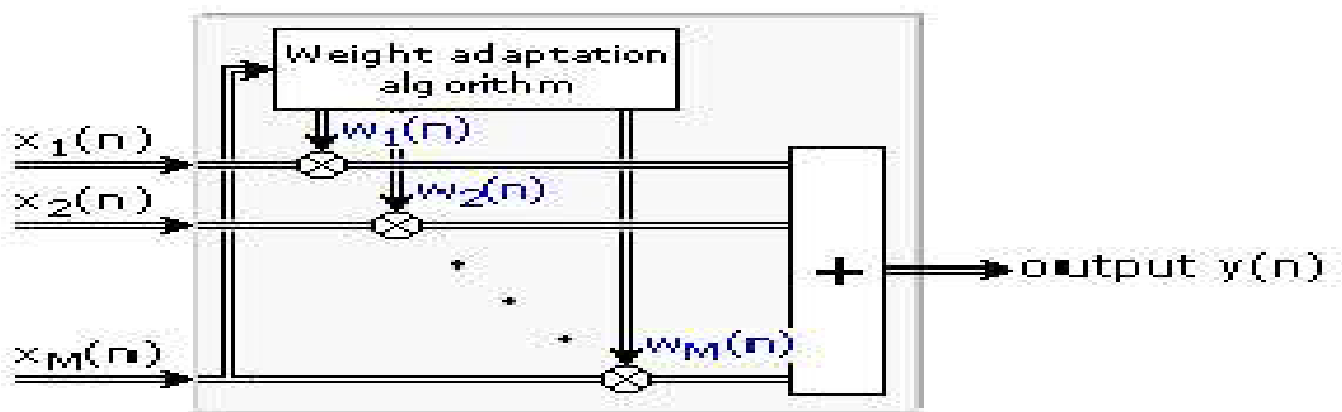 Weight adaptation
algorithm
x1(n)
w1(n)
x2(n)
w2(n)
+
output y(n)
xM(n)
wM(n)